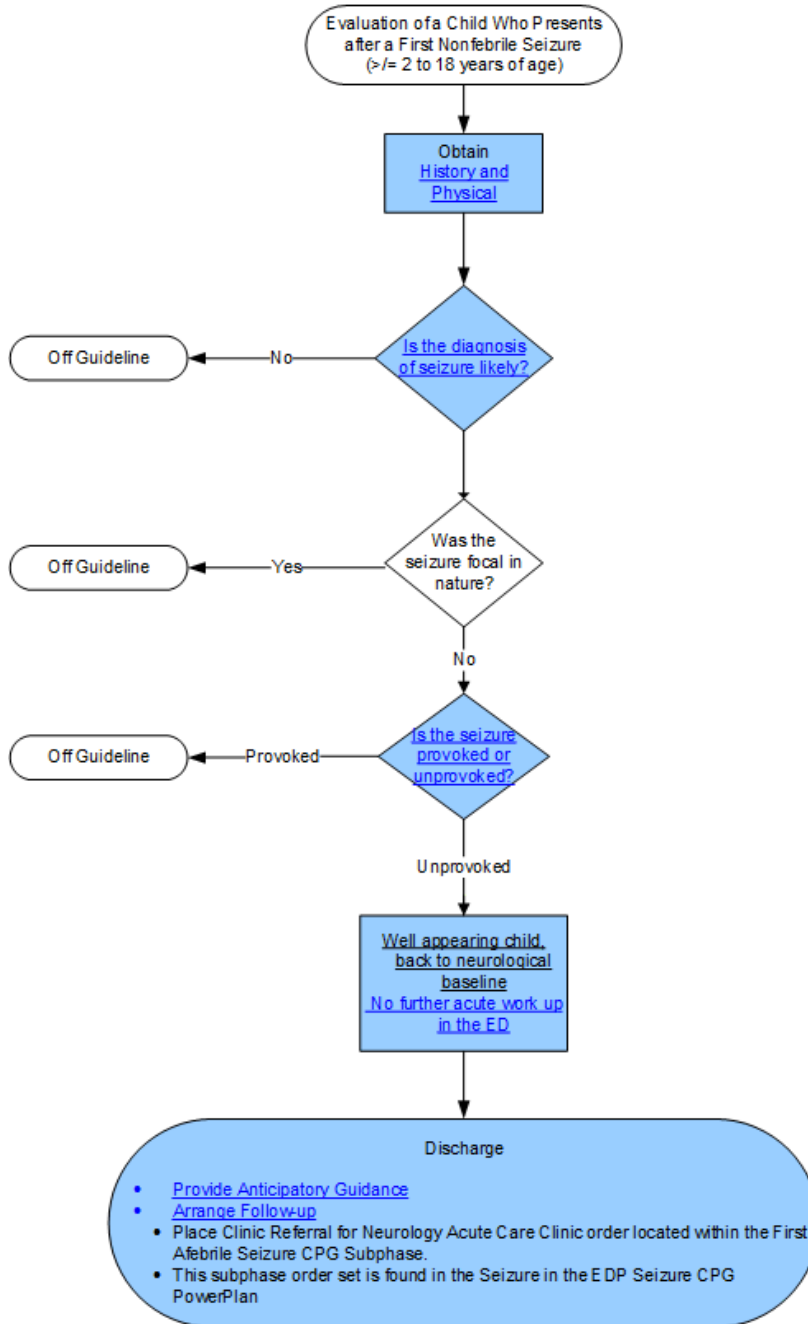 Evaluation of a Child Who Presents
after a First Nonfebrile Seizure
(>/= 2 to 18 years of age)
Obtain
History and
Physical
Is the diagnosis
of seizure likely?
No
Off Guideline
Was the
seizure focal in
nature?
Yes
Off Guideline
No
Is the seizure
provoked or
unprovoked?
Provoked
Off Guideline
Unprovoked
Well appearing child,
back to neurological
baseline
No further acute work up
in the ED
Discharge
• Provide Anticipatory Guidance
• Arrange Follow-up
• Place Clinic Referral for Neurology Acute Care Clinic order located within the First
Afebrile Seizure CPG Subphase.
• This subphase order set is found in the Seizure in the EDP Seizure CPG
PowerPlan